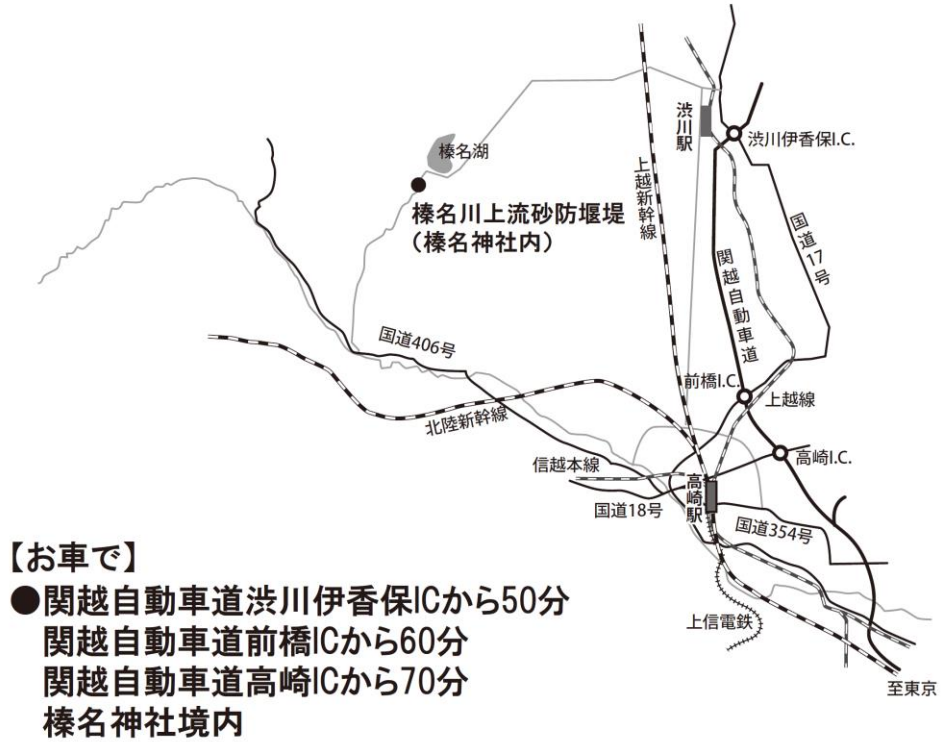 渋川駅
渋川伊香保I.C.
榛名湖
上越新幹線
榛名川上流砂防堰堤
（榛名神社内）
国道17号
関越自動車道
国道406号
前橋I.C.
上越線
北陸新幹線
信越本線
高崎I.C.
高崎駅
国道18号
国道354号
上信電鉄
至東京
【お車で】
●関越自動車道渋川伊香保ICから50分
関越自動車道前橋ICから60分
関越自動車道高崎ICから70分
榛名神社境内